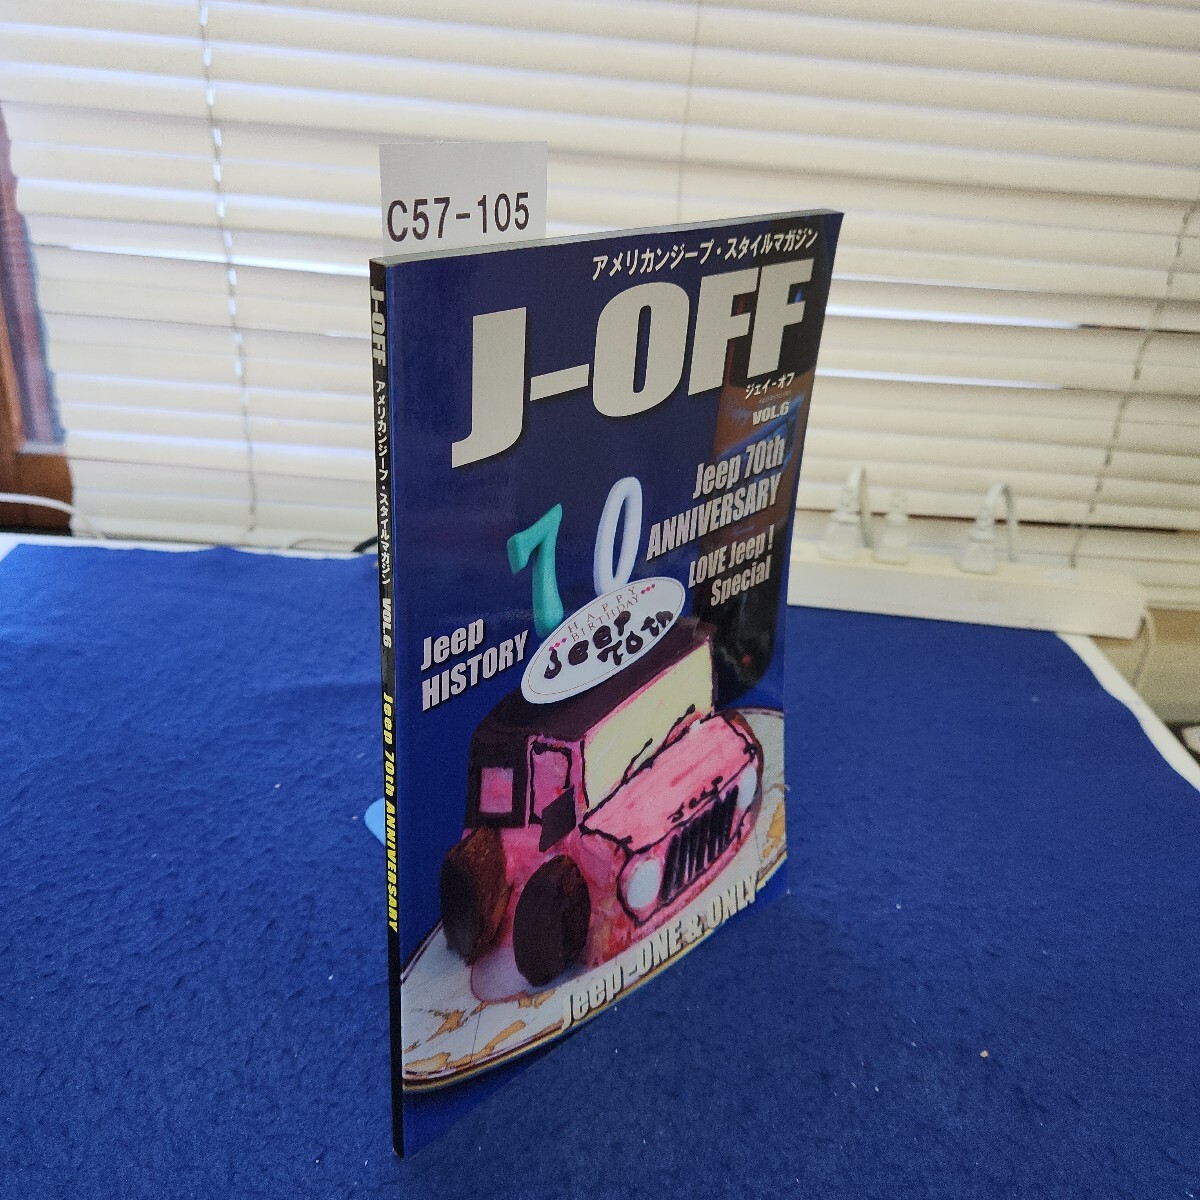 C57-105
アメリカンジープ・スタイルマガジン
J-OFF
ジェイ-オフ
VOL.6
Jeep 70th
ANNIVERSARY
LOVE Jeep !
Special
70
HAPPY
BIRTHDAY
Jeep
70th
Jeep
HISTORY
Jeep
Jeep -ONE & ONLY-
J-OFF アメリカンジープ・スタイルマガジン VOL.6 Jeep 70th ANNIVERSARY